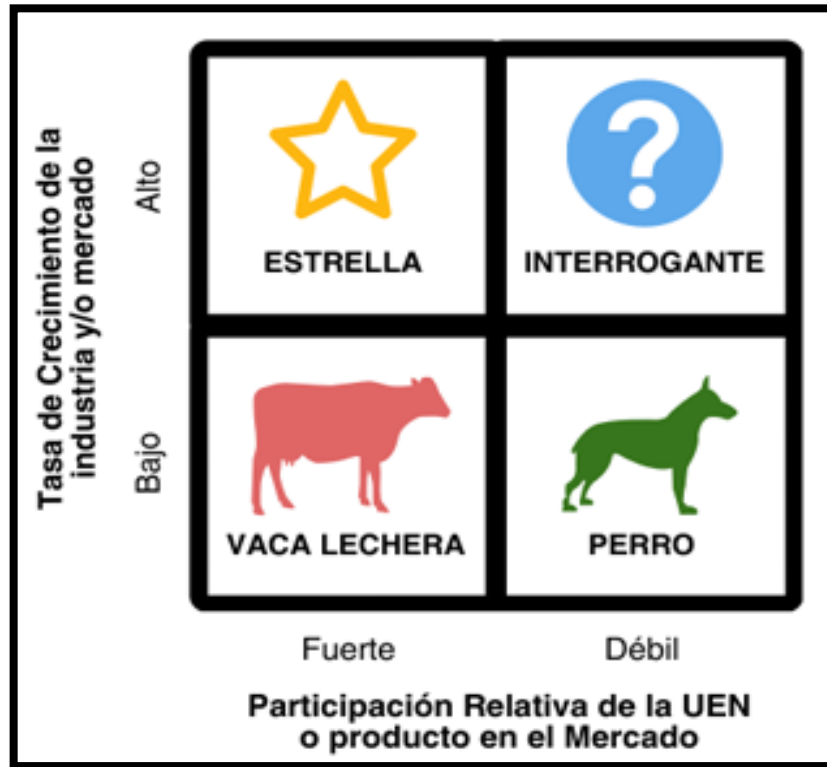 Tasa de Crecimiento de la
industria y/o mercado
Alto
Bajo
?
ESTRELLA
INTERROGANTE
VACA LECHERA
PERRO
Fuerte
Débil
Participación Relativa de la UEN
o producto en el Mercado